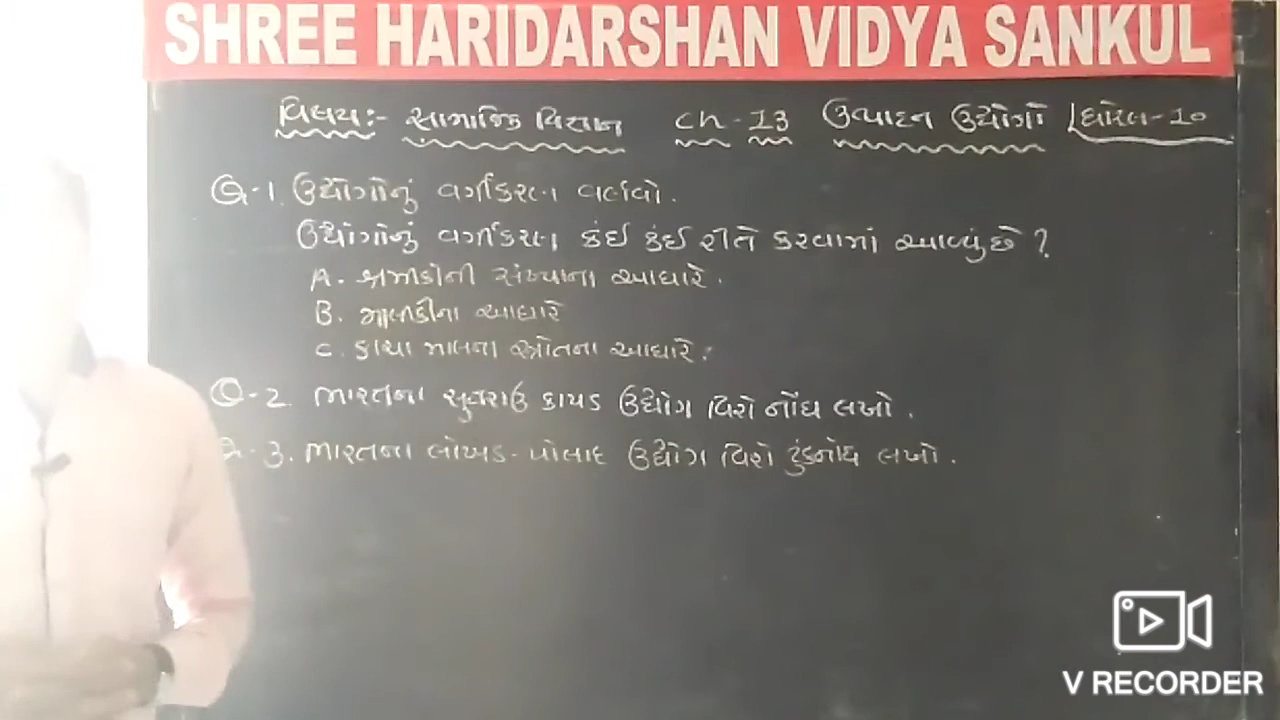 SHREE HARIDARSHAN VIDYA SANKUL
વિષય:- સામાજિક વિજ્ઞાન ch - 13 ઉત્પાદન ઉદ્યોગો ધોરણ-10
Q-1. ઉદ્યોગોનું વર્ગીકરણ વર્ણવો.
ઉદ્યોગોનું વર્ગીકરણ કઈ કઈ રીતે કરવામાં આવ્યું છે ?
A. શ્રમિકોની સંખ્યાના આધારે.
B. માલિકીના આધારે
C. કાચા માલના સ્ત્રોતના આધારે.
Q-2. ભારતના સુતરાઉ કાપડ ઉદ્યોગ વિશે નોંધ લખો.
Q-3. ભારતના લોખંડ-પોલાદ ઉદ્યોગ વિશે ટુંકનોંધ લખો.
V RECORDER